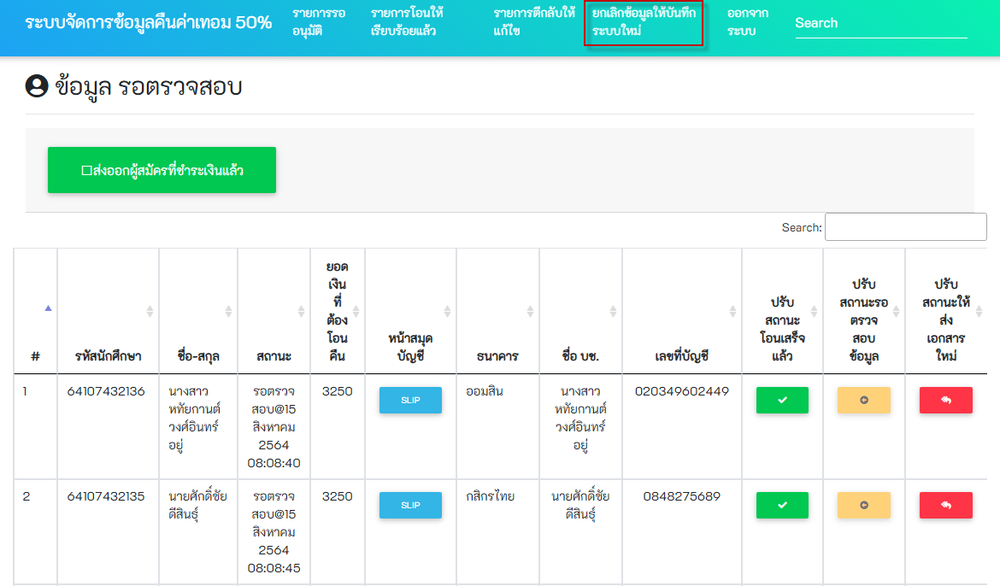 ระบบจัดการข้อมูลคืนค่าเทอม 50%
รายการรอ
อนุมัติ
รายการโอนให้
เรียบร้อยแล้ว
รายการตีกลับให้
แก้ไข
ยกเลิกข้อมูลให้บันทึก
ระบบใหม่
ออกจาก
ระบบ
Search
ข้อมูล รอตรวจสอบ
ส่งออกผู้สมัครที่ชำระเงินแล้ว
Search:
#
รหัสนักศึกษา
ชื่อ-สกุล
สถานะ
ยอด
เงิน
ที่
ต้อง
โอน
คืน
หน้าสมุด
บัญชี
ธนาคาร
ชื่อ บช.
เลขที่บัญชี
ปรับ
สถานะ
โอนเสร็จ
แล้ว
ปรับ
สถานะรอ
ตรวจ
สอบ
ข้อมูล
ปรับ
สถานะให้
ส่ง
เอกสาร
ใหม่
1
64107432136
นางสาว
หทัยกานต์
วงศ์อินทร์
อยู่
รอตรวจ
สอบ@15
สิงหาคม
2564
08:08:40
3250
SLIP
ออมสิน
นางสาว
หทัยกานต์
วงศ์อินทร์
อยู่
020349602449
2
64107432135
นายศักดิ์ชัย
ดีสินธุ์
รอตรวจ
สอบ@15
สิงหาคม
2564
08:08:45
3250
SLIP
กสิกรไทย
นายศักดิ์ชัย
ดีสินธุ์
0848275689